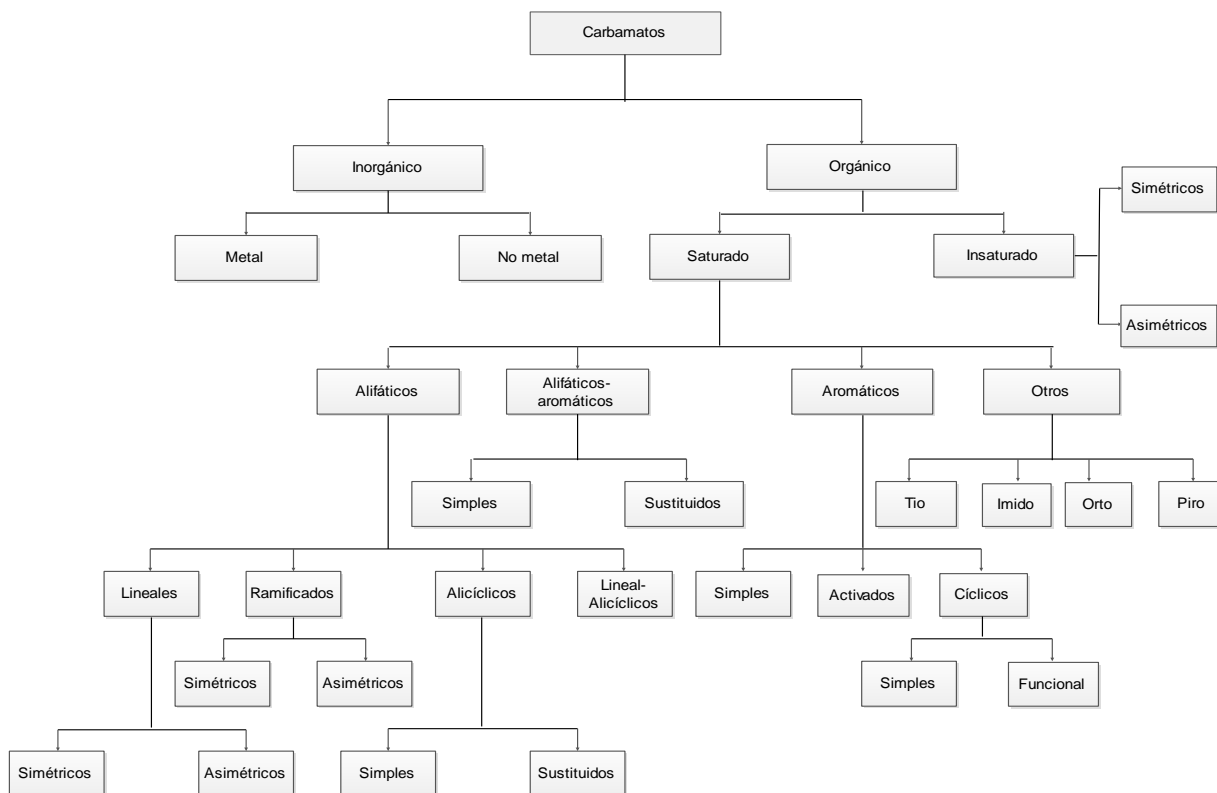 Carbamatos
Inorgánico
Orgánico
Simétricos
Metal
No metal
Saturado
Insaturado
Asimétricos
Alifáticos
Alifáticos-
aromáticos
Aromáticos
Otros
Simples
Sustituidos
Tio
Imido
Orto
Piro
Lineales
Ramificados
Alicíclicos
Lineal-
Alicíclicos
Simples
Activados
Cíclicos
Simétricos
Asimétricos
Simples
Funcional
Simétricos
Asimétricos
Simples
Sustituidos